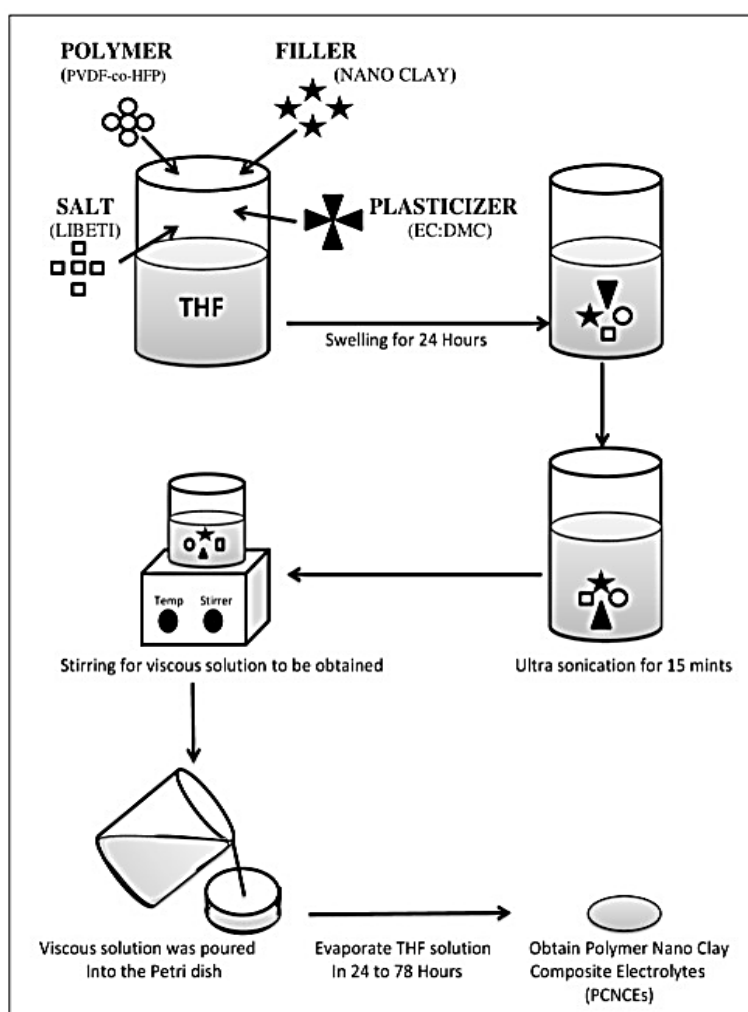 POLYMER
(PVDF-co-HFP)
FILLER
(NANO CLAY)
SALT
(LIBETI)
PLASTICIZER
(EC:DMC)
THF
Swelling for 24 Hours
Temp Stirrer
Stirring for viscous solution to be obtained
Ultra sonication for 15 mints
Viscous solution was poured
Into the Petri dish
Evaporate THF solution
In 24 to 78 Hours
Obtain Polymer Nano Clay
Composite Electrolytes
(PCNCEs)